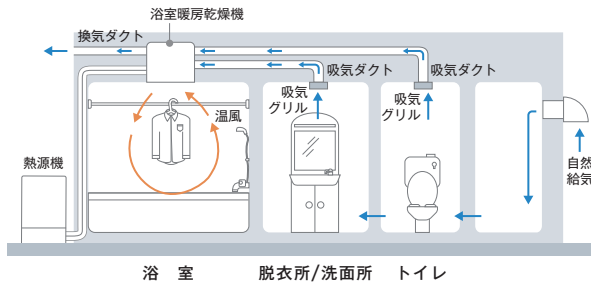 浴室暖房乾燥機
換気ダクト
吸気ダクト
吸気ダクト
吸気
グリル
吸気
グリル
温風
熱源機
自然
給気
浴 室
脱衣所/洗面所
トイレ